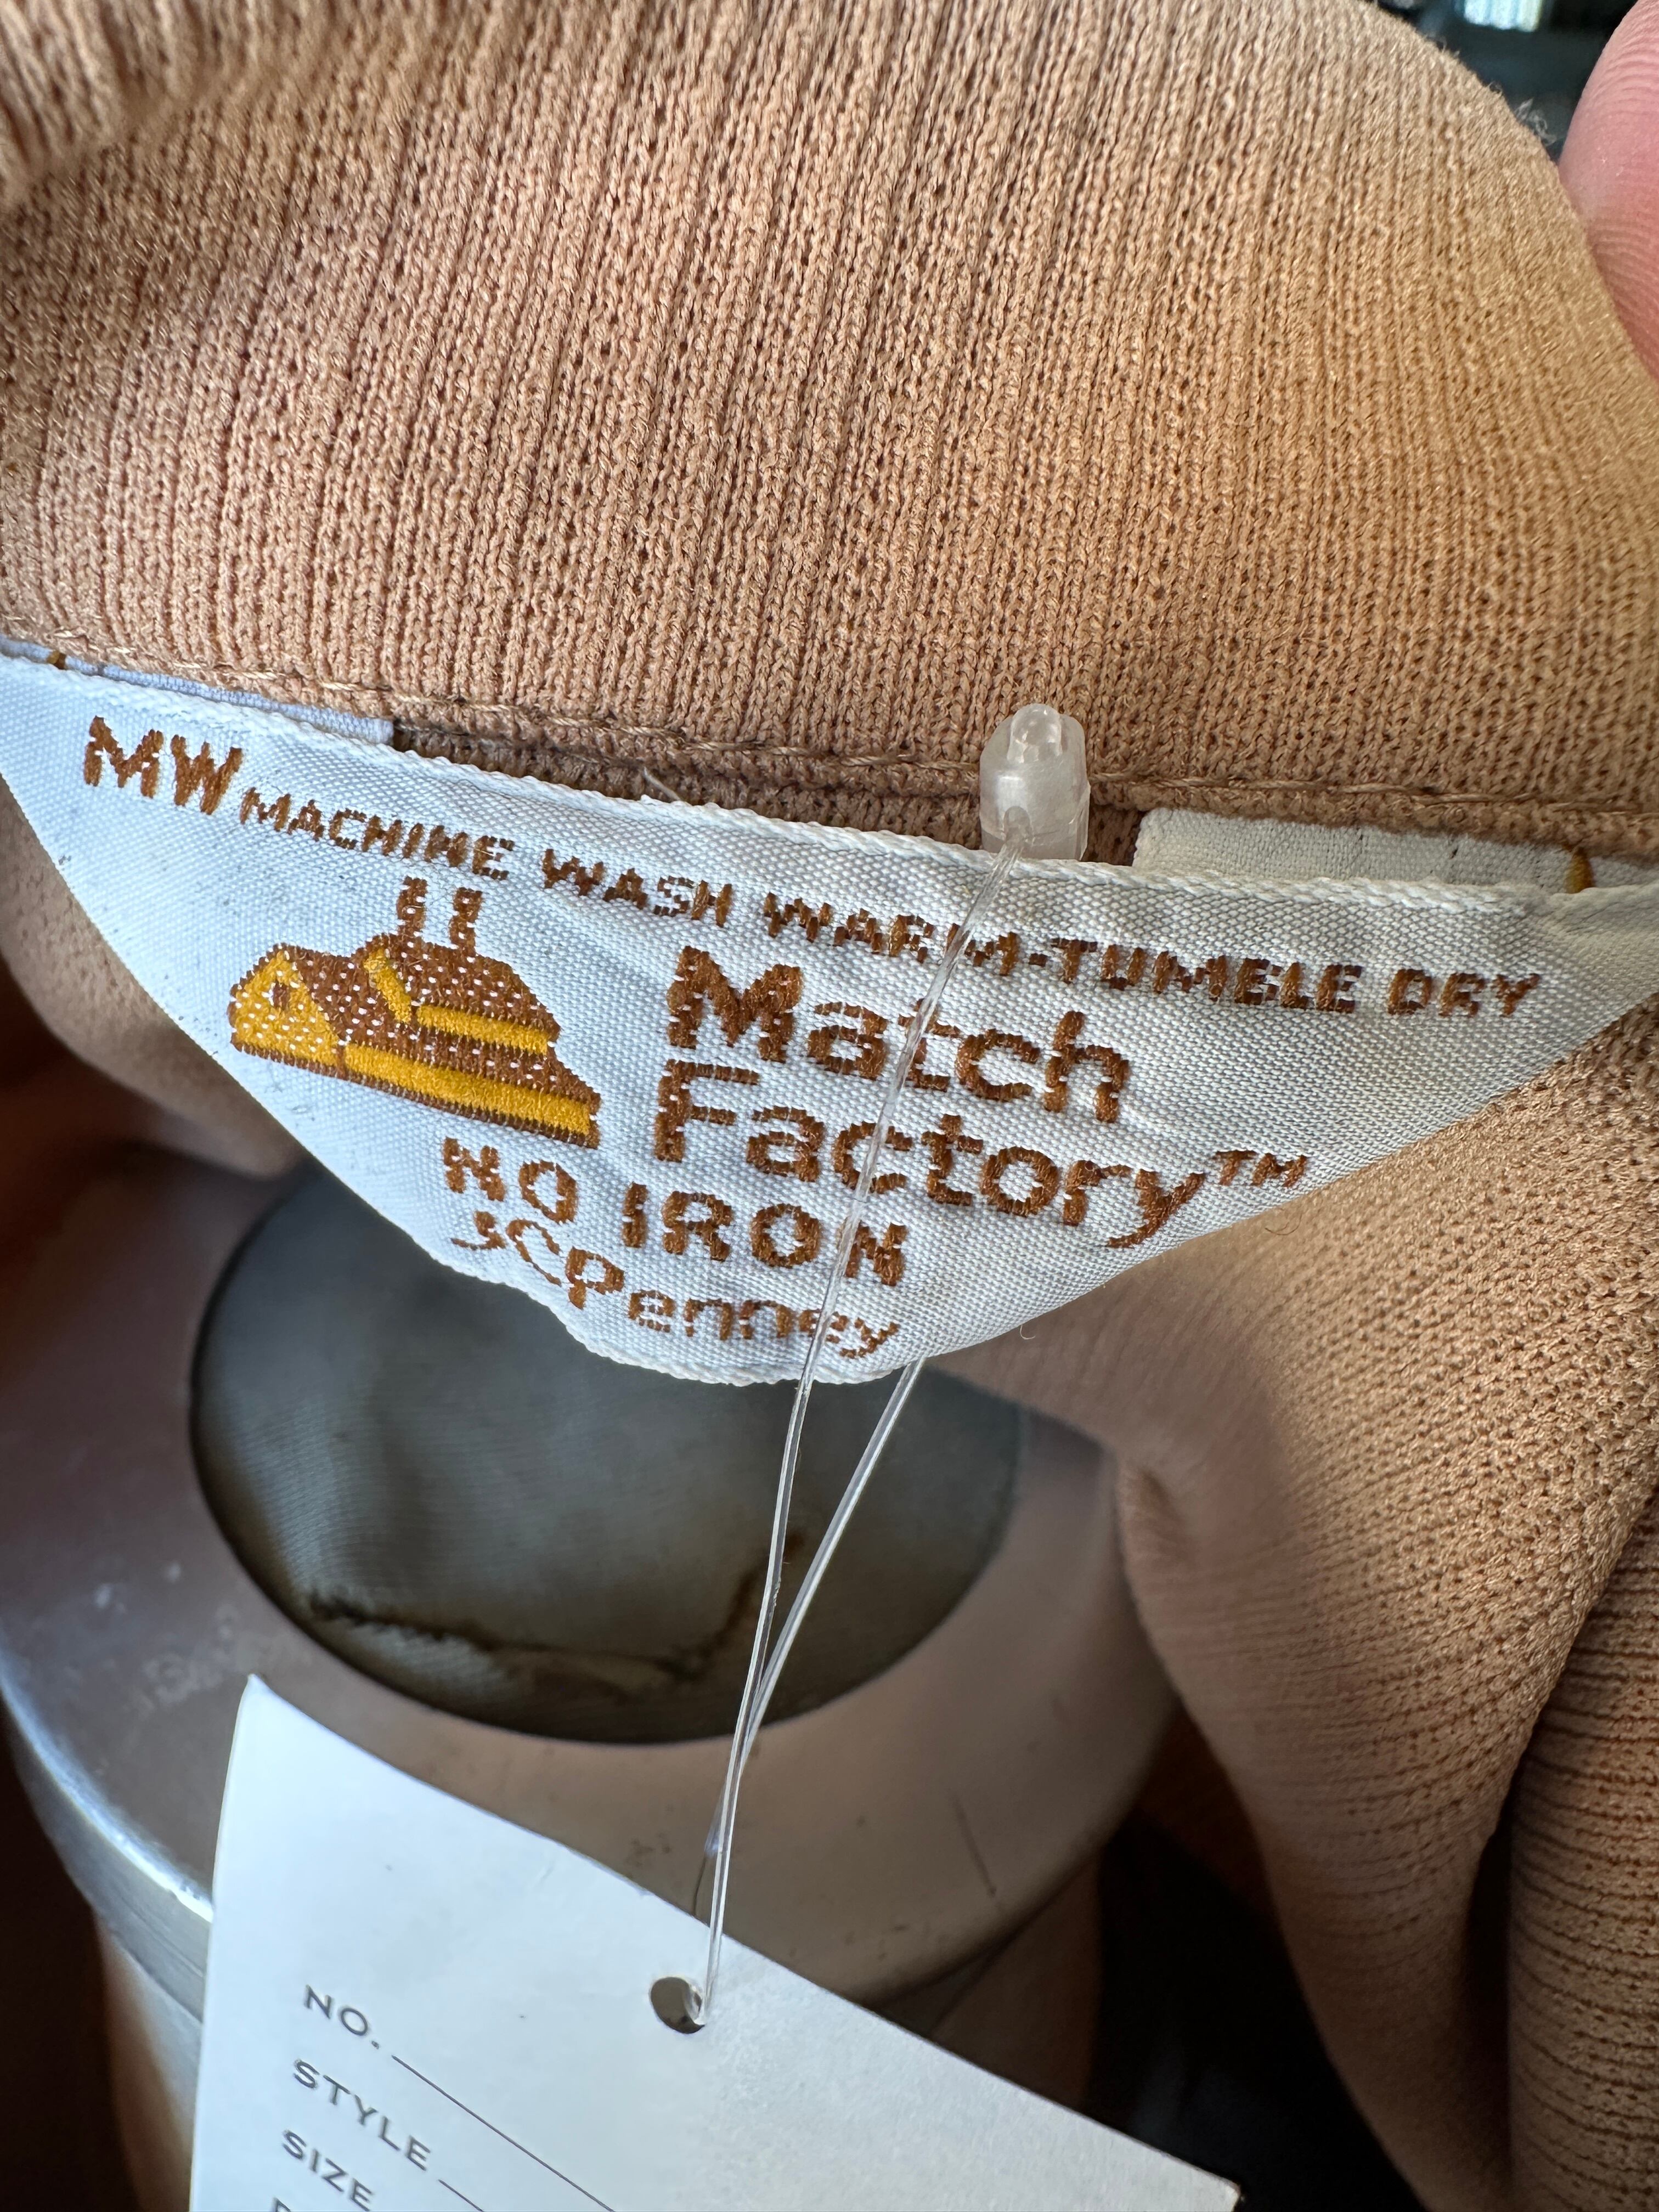 MW MACHINE WASH WARM-TUMBLE DRY
Match
Factory™
NO IRON
JCPenney
NO.
STYLE
SIZE